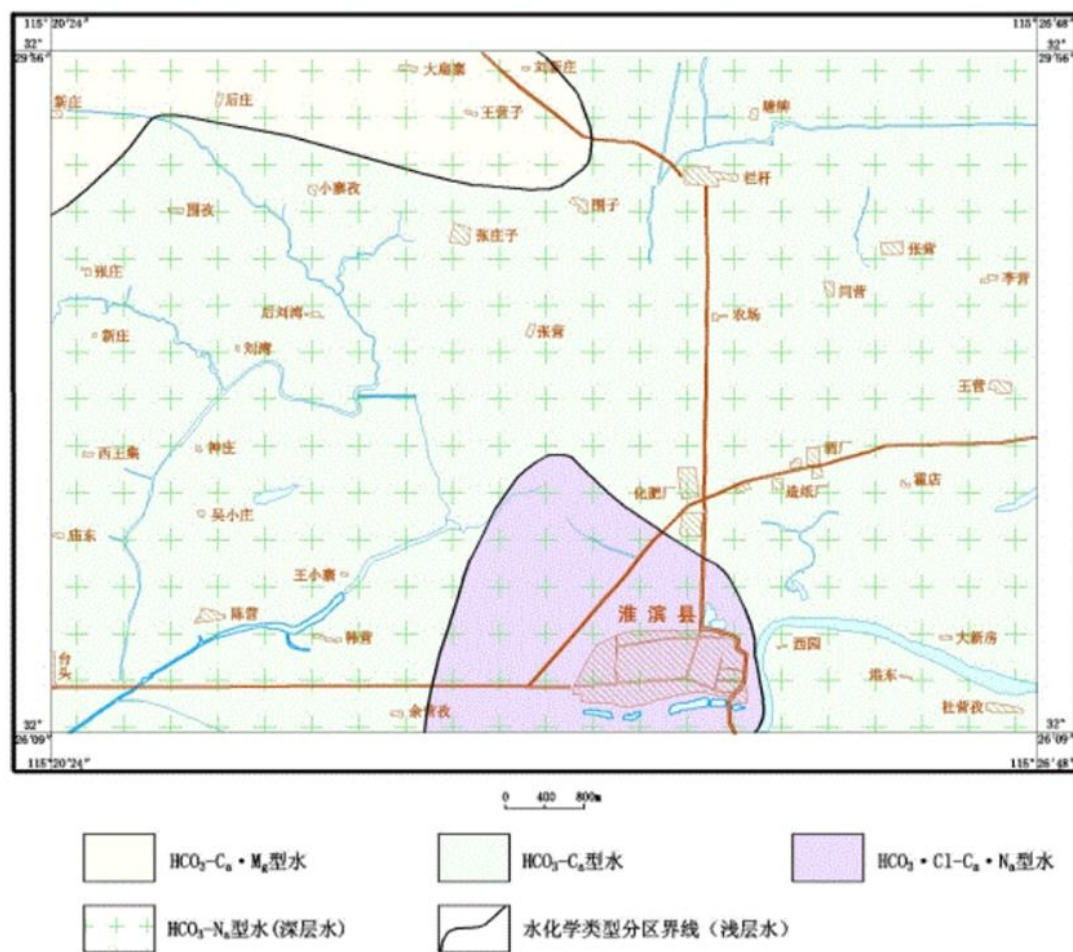 115°20′24″ 115°26′48″
32° 32°
29′56″ 29′56″
大扇寨 刘新庄
新庄 后庄 王营子 塘埠
栏杆
小寨孜
园孜 围子
张庄子 张营
张庄 李营
闫营
后刘湾 农场
新庄 张营
刘湾
王营
钟庄 酒厂
西王集
化肥厂 造纸厂 霍店
吴小庄
庙东
王小寨
陈营 淮滨县
韩营 西园 大新房
台头
港东
余营孜 杜营孜
32° 32°
26′09″ 26′09″
115°20′24″ 115°26′48″
0 400 800m
HCO₃-Ca·Mg型水 HCO₃-Ca型水 HCO₃·Cl-Ca·Na型水
HCO₃-Na型水(深层水) 水化学类型分区界线（浅层水）